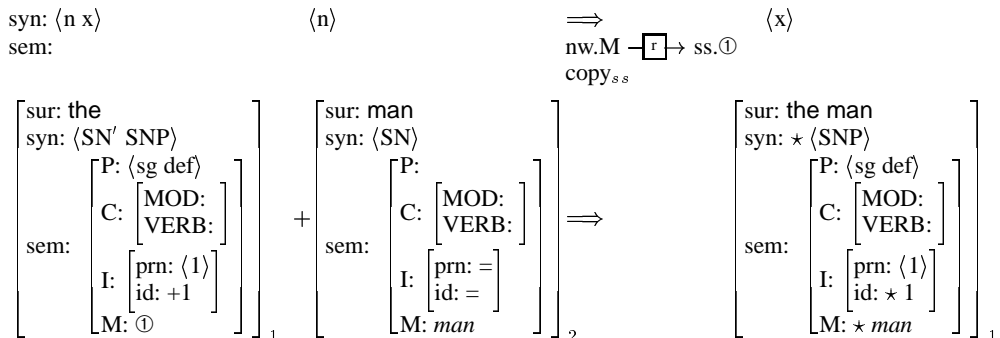 syn: ⟨n x⟩ ⟨n⟩ ⟹ ⟨x⟩
sem: nw.M –r→ ss.①
copyss
sur: the sur: man sur: the man
syn: ⟨SN′ SNP⟩ syn: ⟨SN⟩ syn: ⋆ ⟨SNP⟩
P: ⟨sg def⟩ P: P: ⟨sg def⟩
C: [MOD: C: [MOD: C: [MOD:
VERB: ] + VERB: ] ⟹ VERB: ]
sem: sem: sem:
I: [prn: ⟨1⟩ I: [prn: = I: [prn: ⟨1⟩
id: +1 ] id: = ] id: ⋆ 1 ]
M: ① 1 M: man 2 M: ⋆ man 1